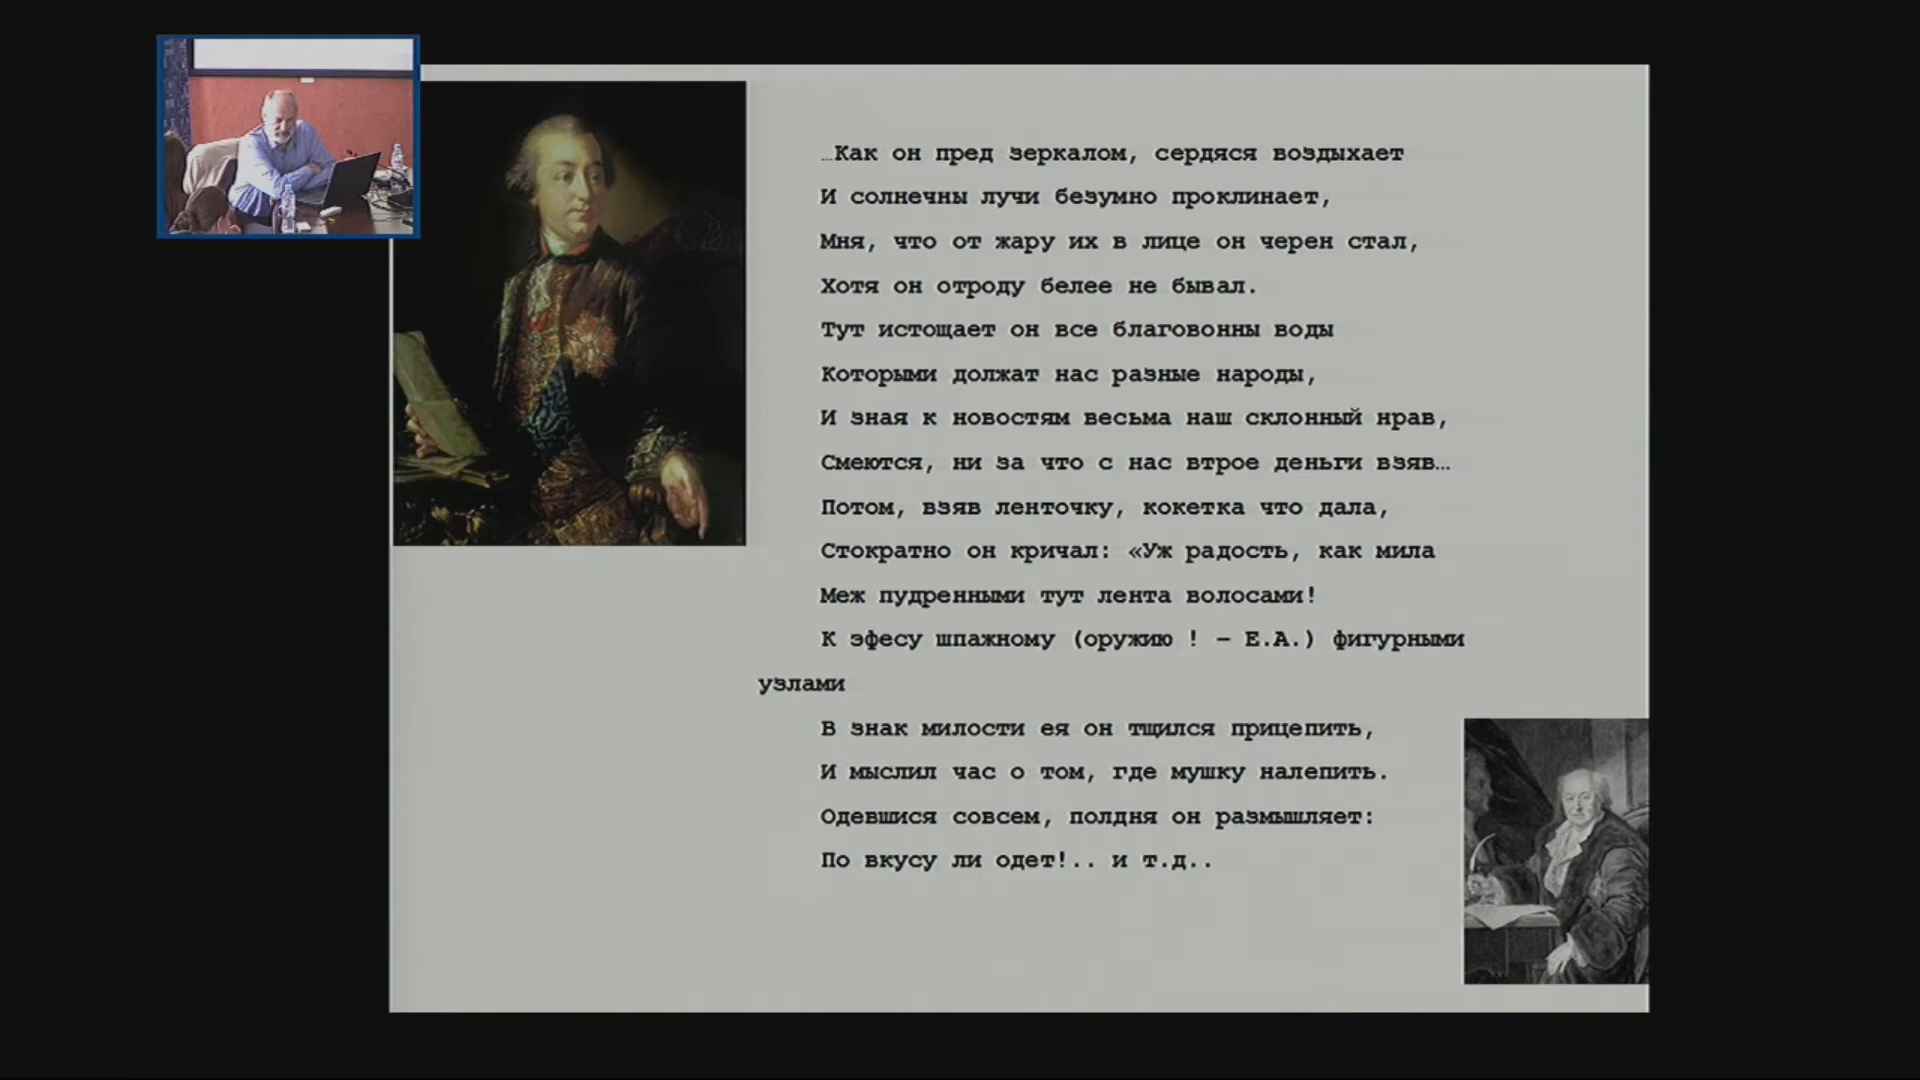 …Как он пред зеркалом, сердяся воздыхает
И солнечны лучи безумно проклинает,
Мня, что от жару их в лице он черен стал,
Хотя он отроду белее не бывал.
Тут истощает он все благовонны воды
Которыми должат нас разные народы,
И зная к новостям весьма наш склонный нрав,
Смеются, ни за что с нас втрое деньги взяв…
Потом, взяв ленточку, кокетка что дала,
Стократно он кричал: «Уж радость, как мила
Меж пудренными тут лента волосами!
К эфесу шпажному (оружию ! – Е.А.) фигурными
узлами
В знак милости ея он тщился прицепить,
И мыслил час о том, где мушку налепить.
Одевшися совсем, полдня он размышляет:
По вкусу ли одет!.. и т.д..